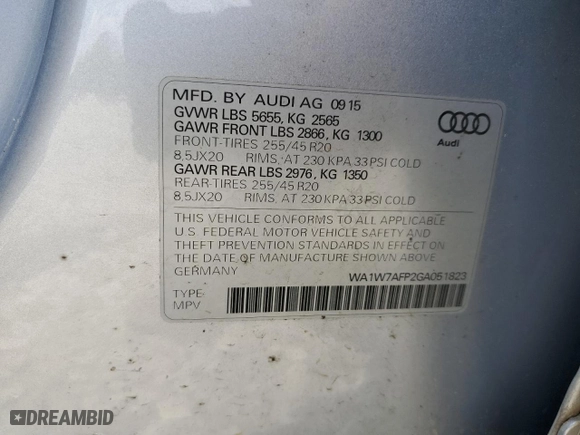 MFD. BY AUDI AG 09 15
GVWR LBS 5655, KG 2565
GAWR FRONT LBS 2866, KG 1300
FRONT-TIRES 255/45 R20
8,5JX20 RIMS, AT 230 KPA 33 PSI COLD
GAWR REAR LBS 2976, KG 1350
REAR-TIRES 255/45 R20
8,5JX20 RIMS, AT 230 KPA 33 PSI COLD
Audi
THIS VEHICLE CONFORMS TO ALL APPLICABLE
U.S. FEDERAL MOTOR VEHICLE SAFETY AND
THEFT PREVENTION STANDARDS IN EFFECT ON
THE DATE OF MANUFACTURE SHOWN ABOVE
GERMANY
WA1W7AFP2GA051823
TYPE:
MPV
DREAMBID